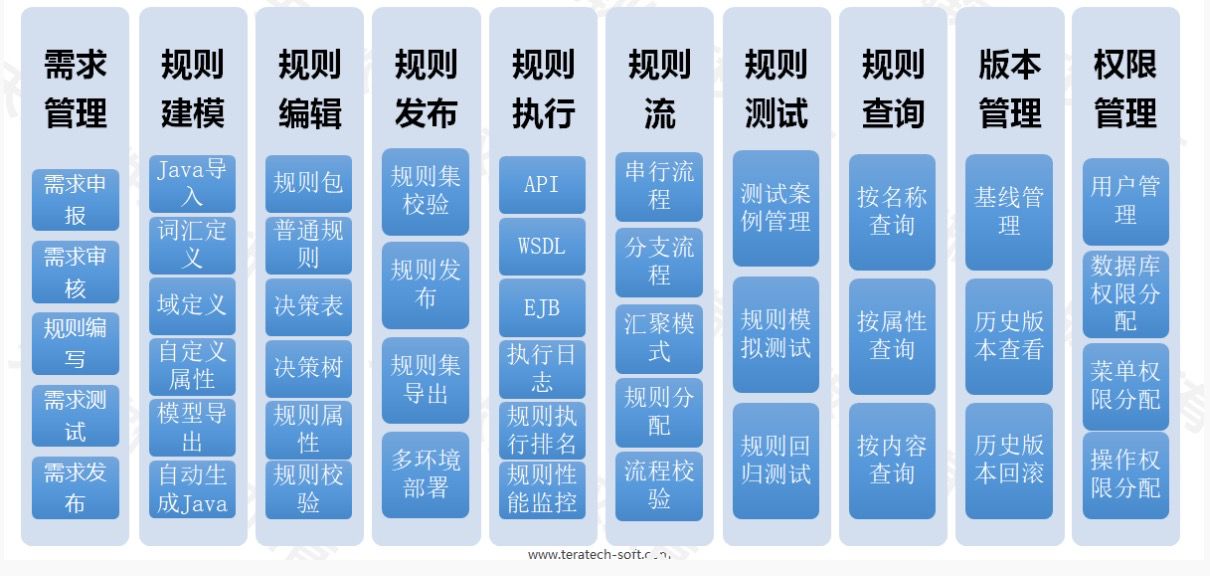 需求
管理
需求申
报
需求审
核
规则编
写
需求测
试
需求发
布
规则
建模
Java导
入
词汇定
义
域定义
自定义
属性
模型导
出
自动生
成Java
规则
编辑
规则包
普通规
则
决策表
决策树
规则属
性
规则校
验
规则
发布
规则集
校验
规则发
布
规则集
导出
多环境
部署
规则
执行
API
WSDL
EJB
执行日
志
规则执
行排名
规则性
能监控
规则
流
串行流
程
分支流
程
汇聚模
式
规则分
配
流程校
验
规则
测试
测试案
例管理
规则模
拟测试
规则回
归测试
规则
查询
按名称
查询
按属性
查询
按内容
查询
版本
管理
基线管
理
历史版
本查看
历史版
本回滚
权限
管理
用户管
理
数据库
权限分
配
菜单权
限分配
操作权
限分配